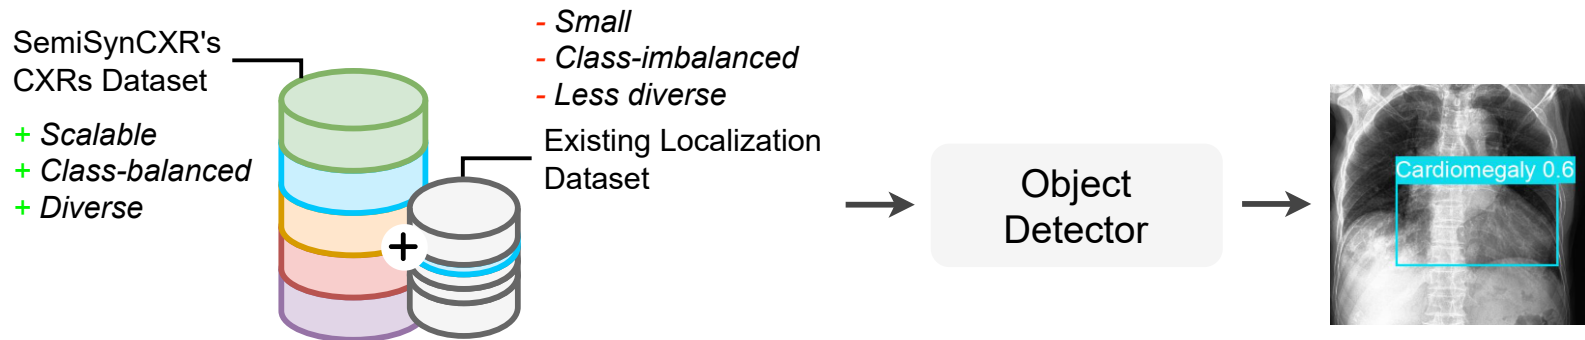 SemiSynCXR's
CXRs Dataset
+ Scalable
+ Class-balanced
+ Diverse
- Small
- Class-imbalanced
- Less diverse
Existing Localization
Dataset
+
Object
Detector
Cardiomegaly 0.6